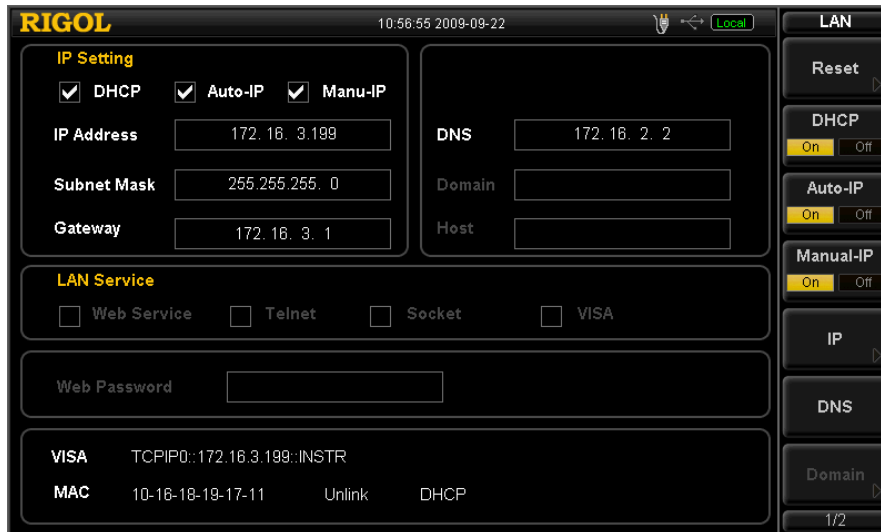 RIGOL 10:56:55 2009-09-22 Local
IP Setting
DHCP Auto-IP Manu-IP
IP Address 172. 16. 3.199
Subnet Mask 255.255.255. 0
Gateway 172. 16. 3. 1
DNS 172. 16. 2. 2
Domain
Host
LAN Service
Web Service Telnet Socket VISA
Web Password
VISA TCPIP0::172.16.3.199::INSTR
MAC 10-16-18-19-17-11 Unlink DHCP
LAN
Reset
DHCP
On Off
Auto-IP
On Off
Manual-IP
On Off
IP
DNS
Domain
1/2